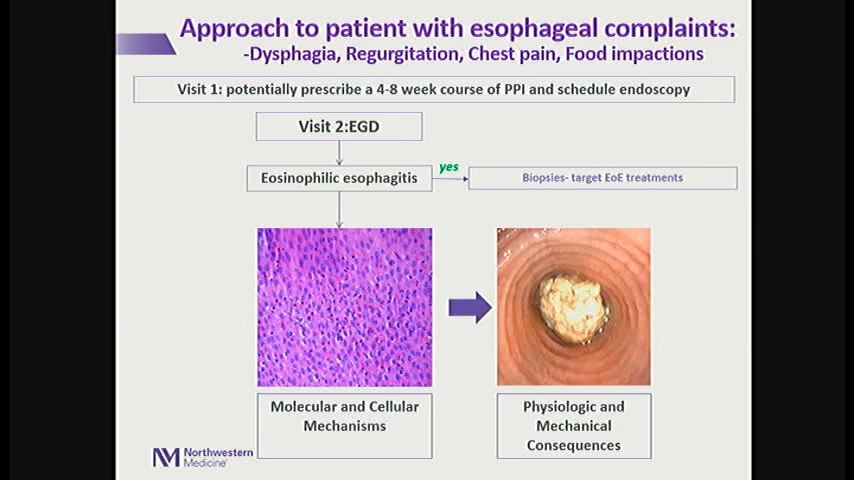 Approach to patient with esophageal complaints:
-Dysphagia, Regurgitation, Chest pain, Food impactions
Visit 1: potentially prescribe a 4-8 week course of PPI and schedule endoscopy
Visit 2:EGD
Eosinophilic esophagitis
yes
Biopsies- target EoE treatments
Molecular and Cellular
Mechanisms
Physiologic and
Mechanical
Consequences
Northwestern
Medicine